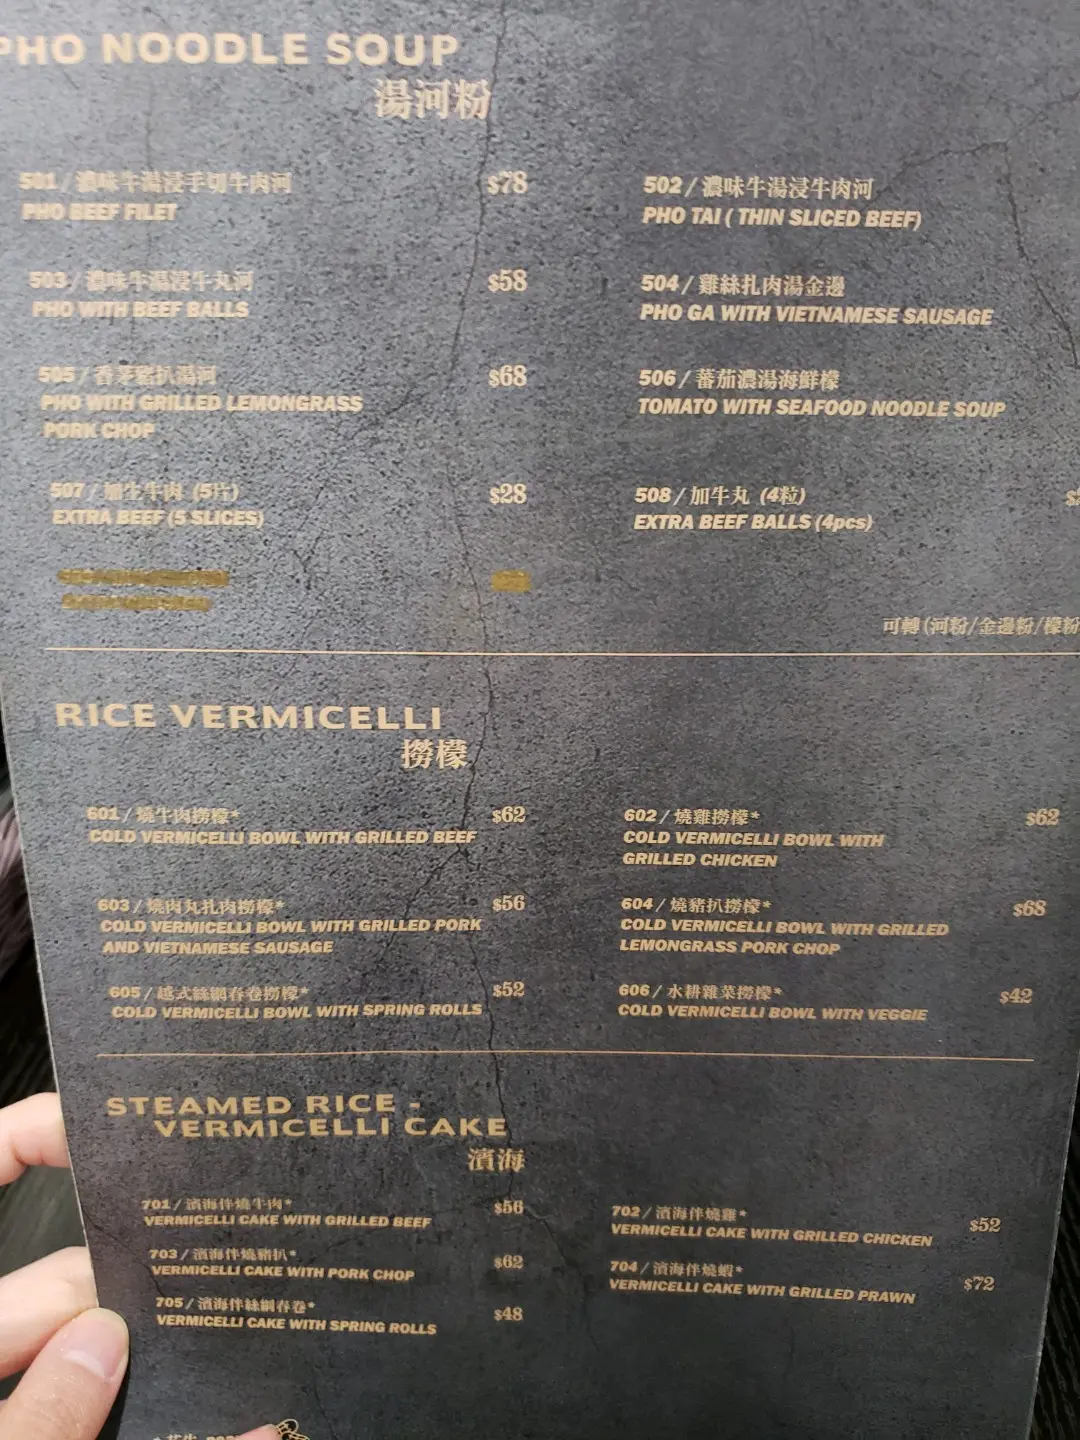 PHO NOODLE SOUP
湯河粉
501 / 濃味牛湯浸手切牛肉河 $78
PHO BEEF FILET
502 / 濃味牛湯浸牛肉河
PHO TAI ( THIN SLICED BEEF)
503 / 濃味牛湯浸牛丸河 $58
PHO WITH BEEF BALLS
504 / 雞絲扎肉湯金邊
PHO GA WITH VIETNAMESE SAUSAGE
505 / 香茅豬扒湯河 $68
PHO WITH GRILLED LEMONGRASS
PORK CHOP
506 / 蕃茄濃湯海鮮檬
TOMATO WITH SEAFOOD NOODLE SOUP
507 / 加生牛肉 (5片) $28
EXTRA BEEF (5 SLICES)
508 / 加牛丸 (4粒)
EXTRA BEEF BALLS (4pcs)
可轉(河粉/金邊粉/檬粉
RICE VERMICELLI
撈檬
601 / 燒牛肉撈檬* $62
COLD VERMICELLI BOWL WITH GRILLED BEEF
602 / 燒雞撈檬* $62
COLD VERMICELLI BOWL WITH
GRILLED CHICKEN
603 / 燒肉丸扎肉撈檬* $56
COLD VERMICELLI BOWL WITH GRILLED PORK
AND VIETNAMESE SAUSAGE
604 / 燒豬扒撈檬* $68
COLD VERMICELLI BOWL WITH GRILLED
LEMONGRASS PORK CHOP
605 / 越式絲網春卷撈檬* $52
COLD VERMICELLI BOWL WITH SPRING ROLLS
606 / 水耕雜菜撈檬* $42
COLD VERMICELLI BOWL WITH VEGGIE
STEAMED RICE -
VERMICELLI CAKE
濱海
701 / 濱海伴燒牛肉* $56
VERMICELLI CAKE WITH GRILLED BEEF
702 / 濱海伴燒雞* $52
VERMICELLI CAKE WITH GRILLED CHICKEN
703 / 濱海伴燒豬扒* $62
VERMICELLI CAKE WITH PORK CHOP
704 / 濱海伴燒蝦* $72
VERMICELLI CAKE WITH GRILLED PRAWN
705 / 濱海伴絲網春卷* $48
VERMICELLI CAKE WITH SPRING ROLLS